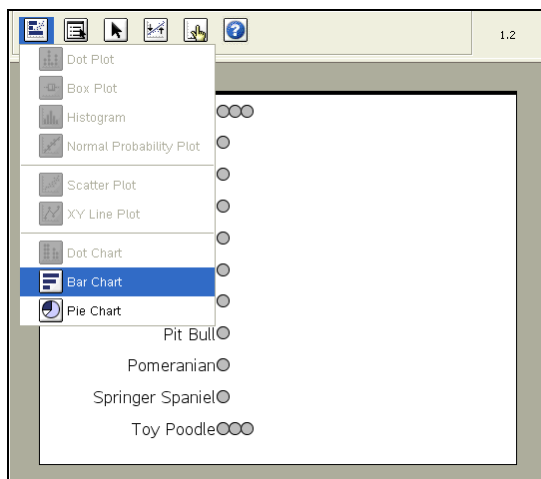 1.2
Dot Plot
Box Plot
Histogram
Normal Probability Plot
Scatter Plot
XY Line Plot
Dot Chart
Bar Chart
Pie Chart
Pit Bull
Pomeranian
Springer Spaniel
Toy Poodle